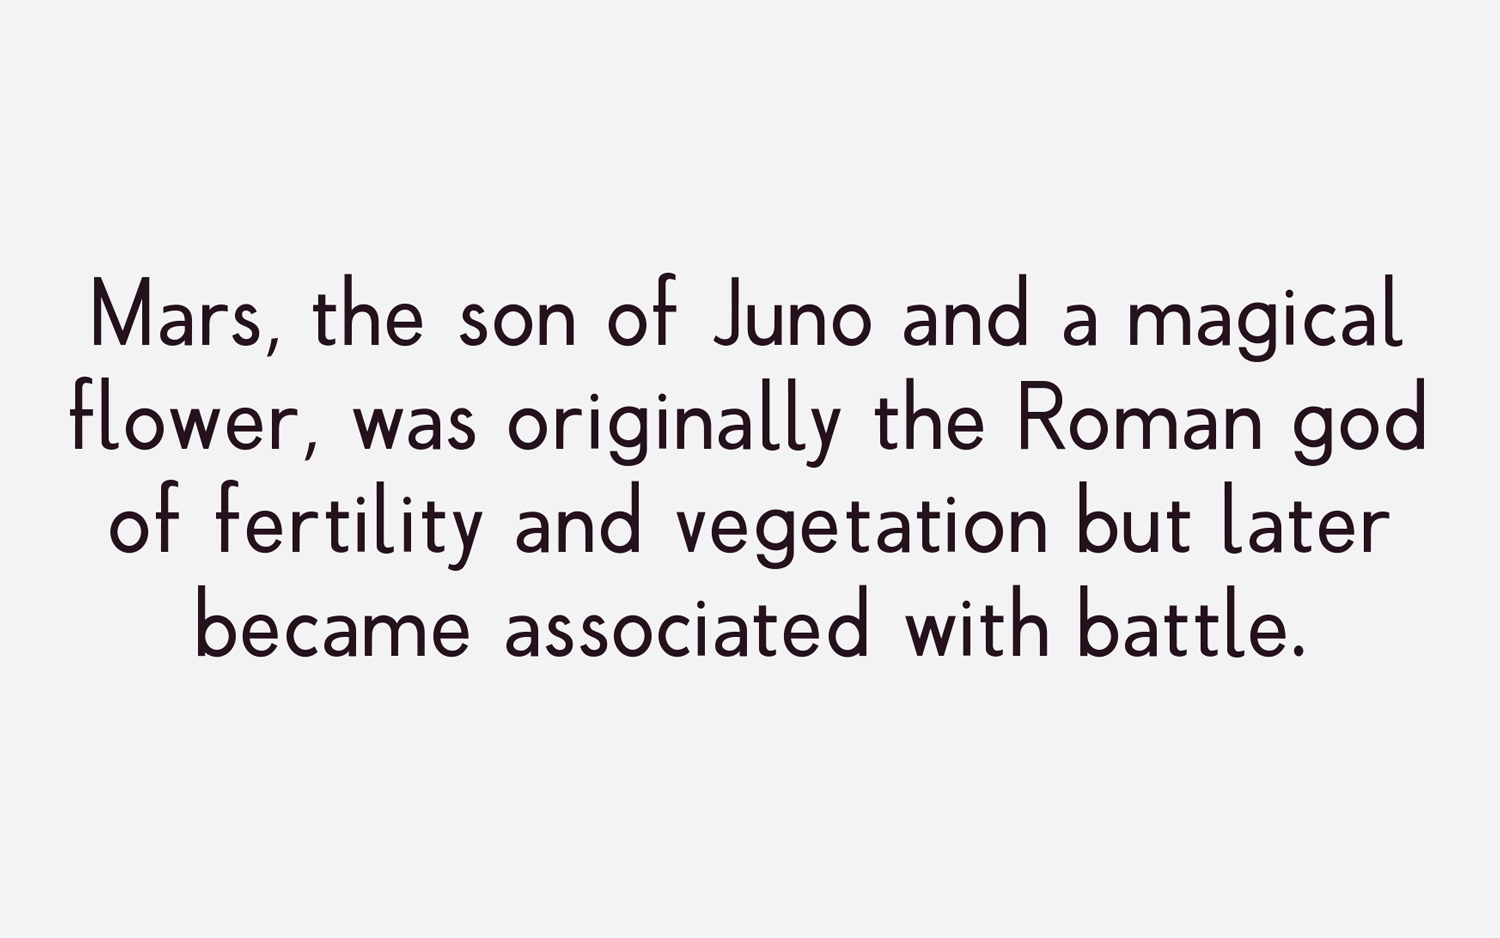 Mars, the son of Juno and a magical
flower, was originally the Roman god
of fertility and vegetation but later
became associated with battle.